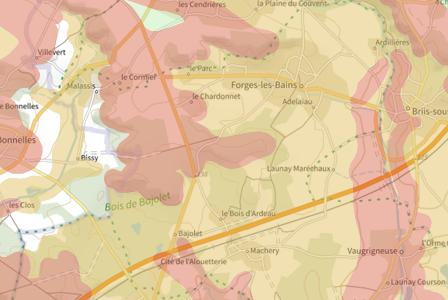 les Cendrières
la Plaine du Couvent
Ardillières
Villevert
le Cormier
le Parc
Malassis
Forges-les-Bains
le Chardonnet
Adelaïau
e Bonnelles
Briis-sous
Bonnelles
Bissy
Launay Maréchaux
les Clos
Bois de Bajolet
le Bois d'Ardeau
Bajolet
Machery
Vaugrigneuse
Cité de l'Alouetterie
Launay Courson